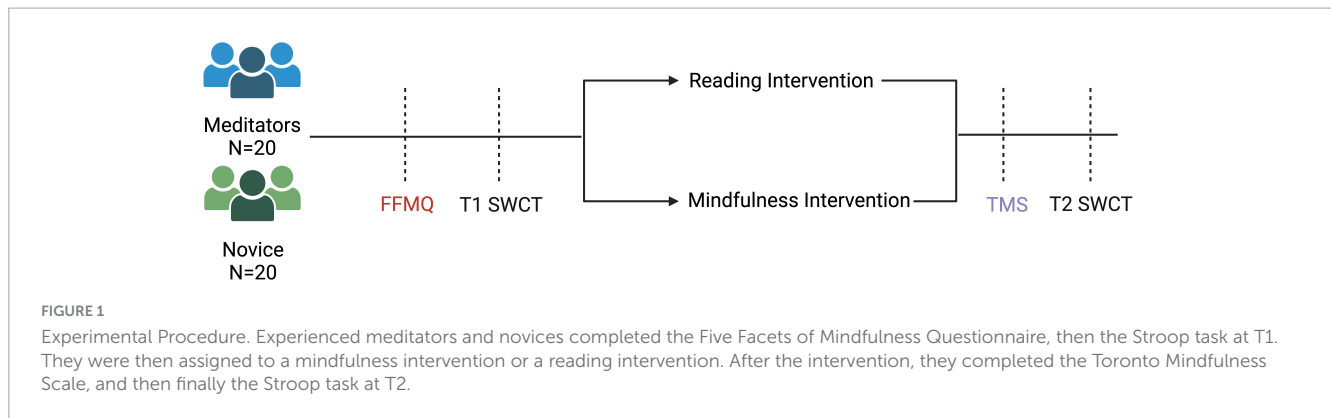 Meditators
N=20
Novice
N=20
FFMQ
T1 SWCT
Reading Intervention
Mindfulness Intervention
TMS
T2 SWCT
FIGURE 1
Experimental Procedure. Experienced meditators and novices completed the Five Facets of Mindfulness Questionnaire, then the Stroop task at T1.
They were then assigned to a mindfulness intervention or a reading intervention. After the intervention, they completed the Toronto Mindfulness
Scale, and then finally the Stroop task at T2.